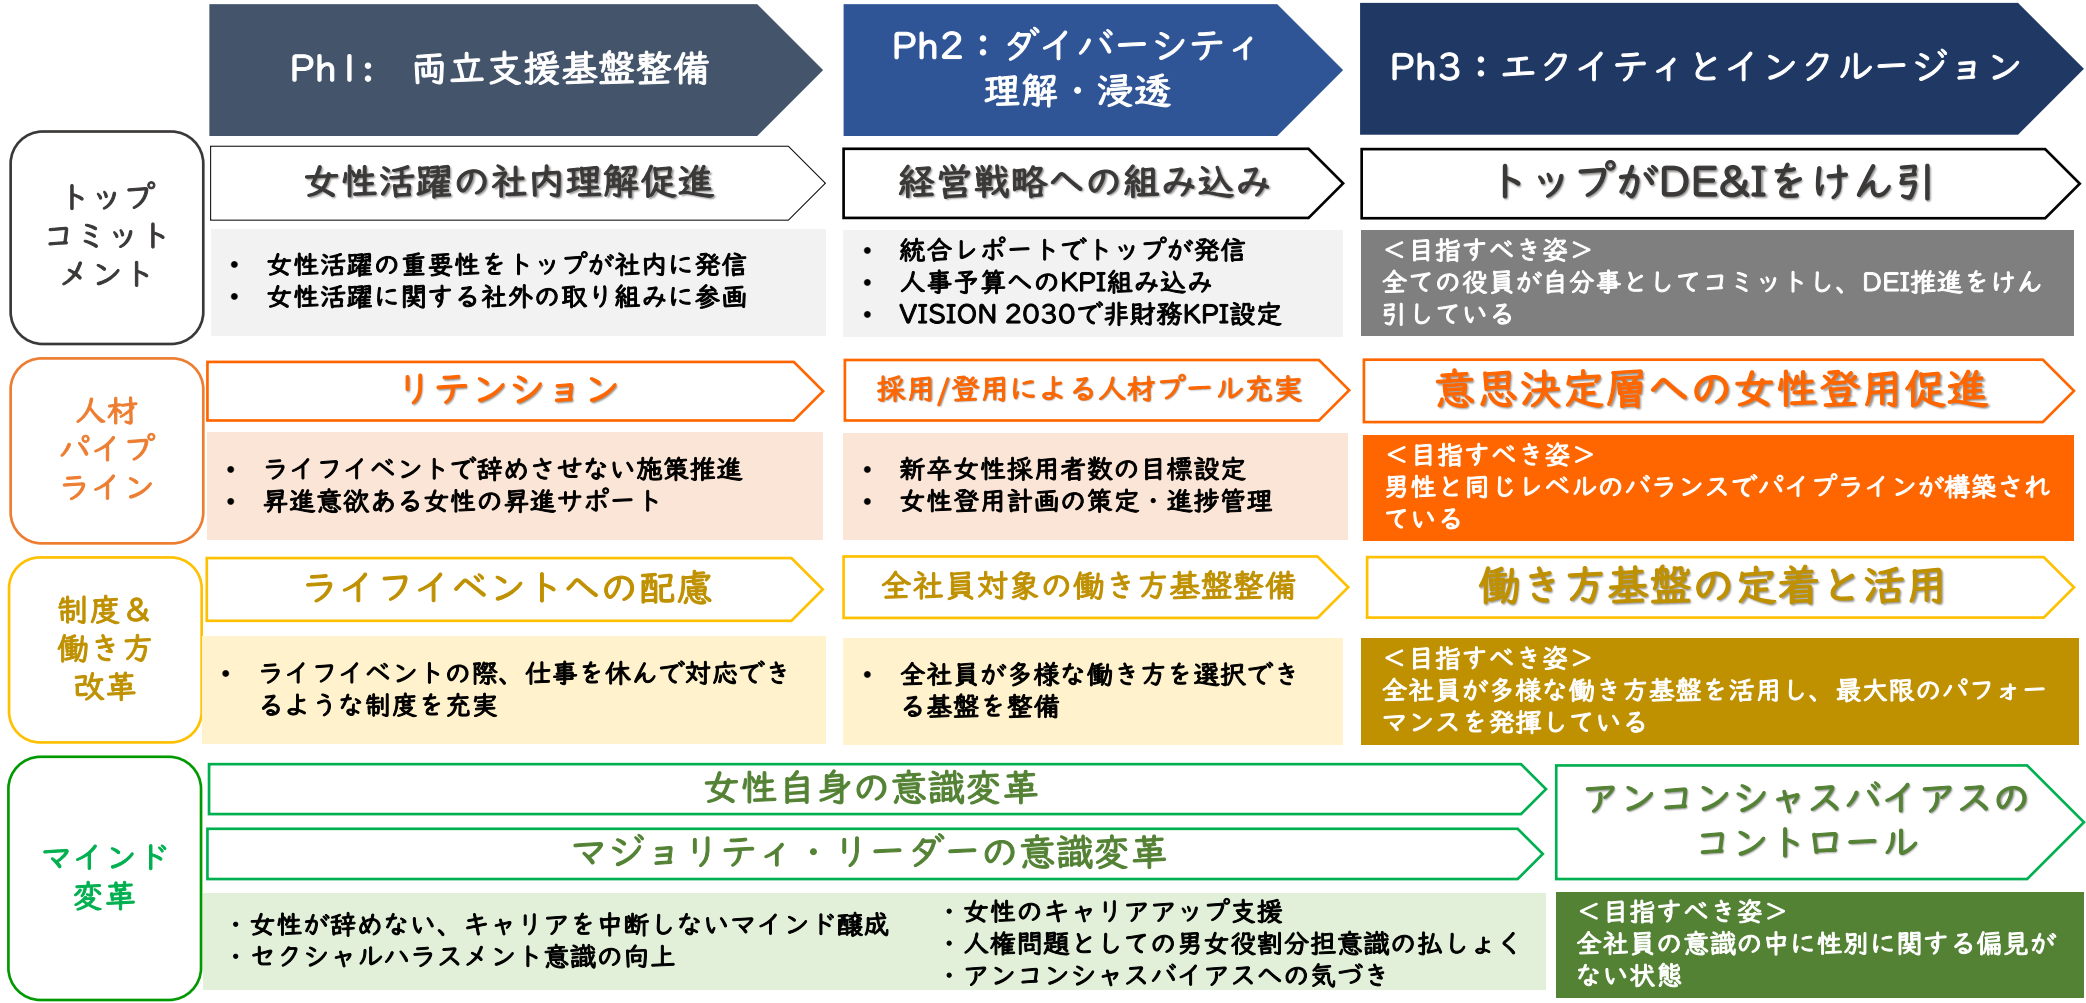 Ph1:　両立支援基盤整備
Ph2：ダイバーシティ
理解・浸透
Ph3：エクイティとインクルージョン
トップ
コミット
メント
女性活躍の社内理解促進
経営戦略への組み込み
トップがDE&Iをけん引
• 女性活躍の重要性をトップが社内に発信
• 女性活躍に関する社外の取り組みに参画
• 統合レポートでトップが発信
• 人事予算へのKPI組み込み
• VISION 2030で非財務KPI設定
＜目指すべき姿＞
全ての役員が自分事としてコミットし、DEI推進をけん
引している
人材
パイプ
ライン
リテンション
採用/登用による人材プール充実
意思決定層への女性登用促進
• ライフイベントで辞めさせない施策推進
• 昇進意欲ある女性の昇進サポート
• 新卒女性採用者数の目標設定
• 女性登用計画の策定・進捗管理
＜目指すべき姿＞
男性と同じレベルのバランスでパイプラインが構築され
ている
制度＆
働き方
改革
ライフイベントへの配慮
全社員対象の働き方基盤整備
働き方基盤の定着と活用
• ライフイベントの際、仕事を休んで対応でき
るような制度を充実
• 全社員が多様な働き方を選択でき
る基盤を整備
＜目指すべき姿＞
全社員が多様な働き方基盤を活用し、最大限のパフォー
マンスを発揮している
マインド
変革
女性自身の意識変革
マジョリティ・リーダーの意識変革
アンコンシャスバイアスの
コントロール
・女性が辞めない、キャリアを中断しないマインド醸成
・セクシャルハラスメント意識の向上
・女性のキャリアアップ支援
・人権問題としての男女役割分担意識の払しょく
・アンコンシャスバイアスへの気づき
＜目指すべき姿＞
全社員の意識の中に性別に関する偏見が
ない状態